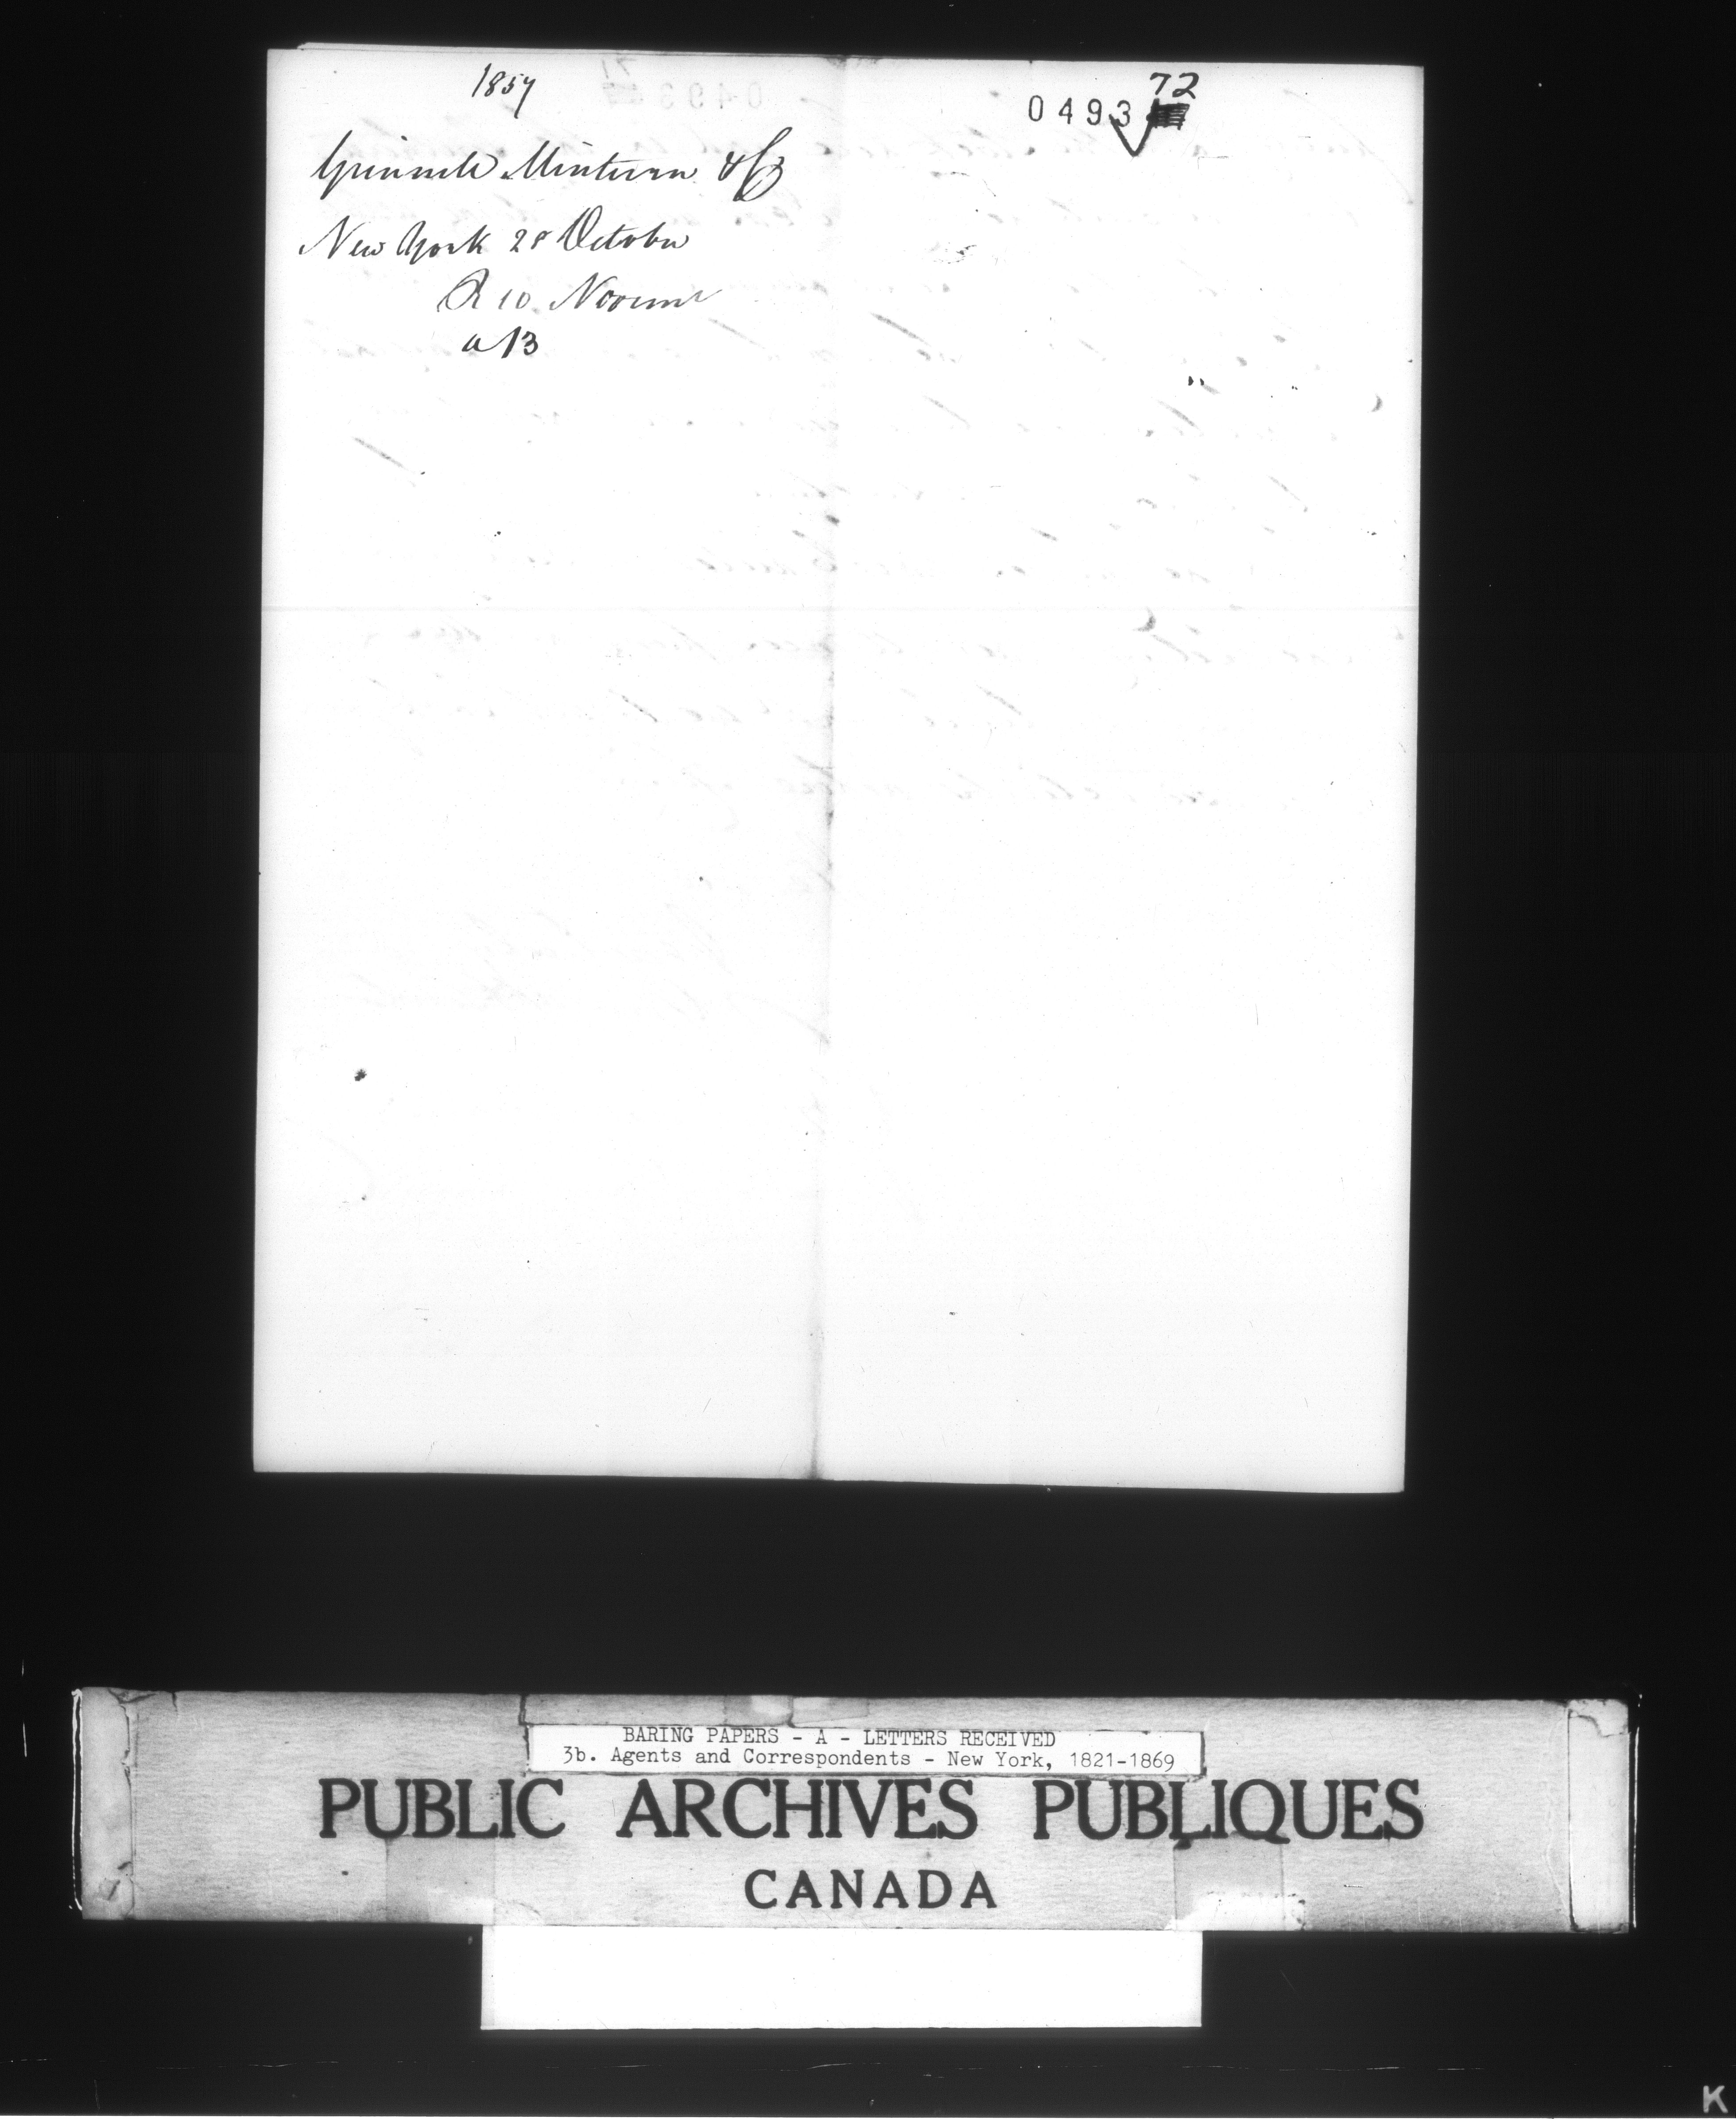 1857
72
0493
Grinnell Minturn & Co
New York 28 October
R 10 Novemr
a 13
BARING PAPERS - A - LETTERS RECEIVED
3b. Agents and Correspondents - New York, 1821-1869
PUBLIC ARCHIVES PUBLIQUES
CANADA
K